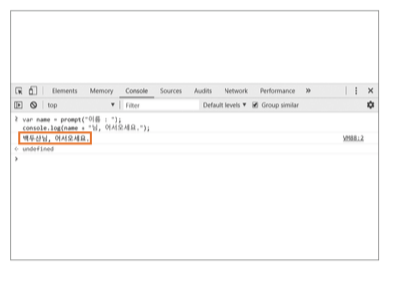 Elements Memory Console Sources Audits Network Performance »
top ▼ Filter Default levels ▼ Group similar
> var name = prompt("이름 : ");
console.log(name + "님, 어서오세요.");
백두산님, 어서오세요. VM88:2
< undefined
>